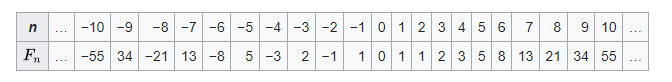 n ... −10 −9 −8 −7 −6 −5 −4 −3 −2 −1 0 1 2 3 4 5 6 7 8 9 10 ...
Fn ... −55 34 −21 13 −8 5 −3 2 −1 1 0 1 1 2 3 5 8 13 21 34 55 ...